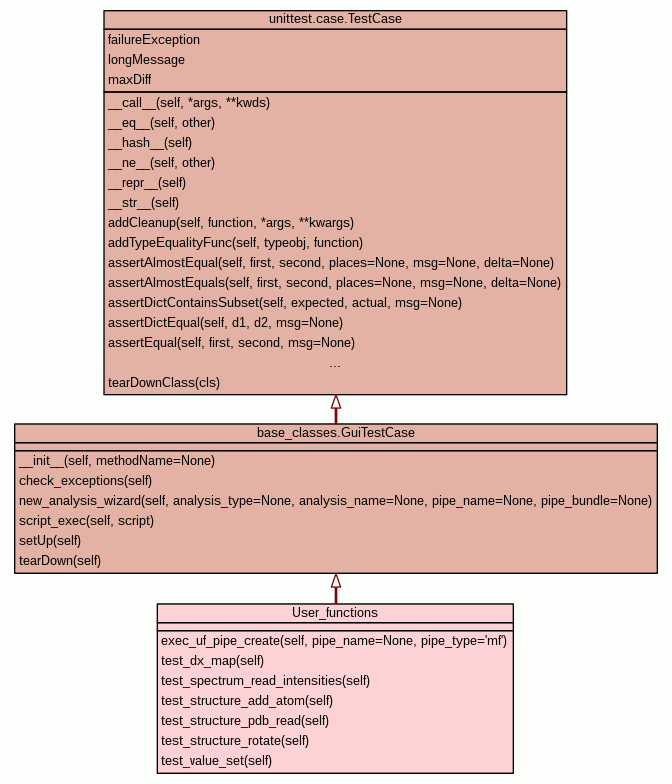 unittest.case.TestCase
failureException
longMessage
maxDiff
__call__(self, *args, **kwds)
__eq__(self, other)
__hash__(self)
__ne__(self, other)
__repr__(self)
__str__(self)
addCleanup(self, function, *args, **kwargs)
addTypeEqualityFunc(self, typeobj, function)
assertAlmostEqual(self, first, second, places=None, msg=None, delta=None)
assertAlmostEquals(self, first, second, places=None, msg=None, delta=None)
assertDictContainsSubset(self, expected, actual, msg=None)
assertDictEqual(self, d1, d2, msg=None)
assertEqual(self, first, second, msg=None)
...
tearDownClass(cls)
base_classes.GuiTestCase
__init__(self, methodName=None)
check_exceptions(self)
new_analysis_wizard(self, analysis_type=None, analysis_name=None, pipe_name=None, pipe_bundle=None)
script_exec(self, script)
setUp(self)
tearDown(self)
User_functions
exec_uf_pipe_create(self, pipe_name=None, pipe_type='mf')
test_dx_map(self)
test_spectrum_read_intensities(self)
test_structure_add_atom(self)
test_structure_pdb_read(self)
test_structure_rotate(self)
test_value_set(self)